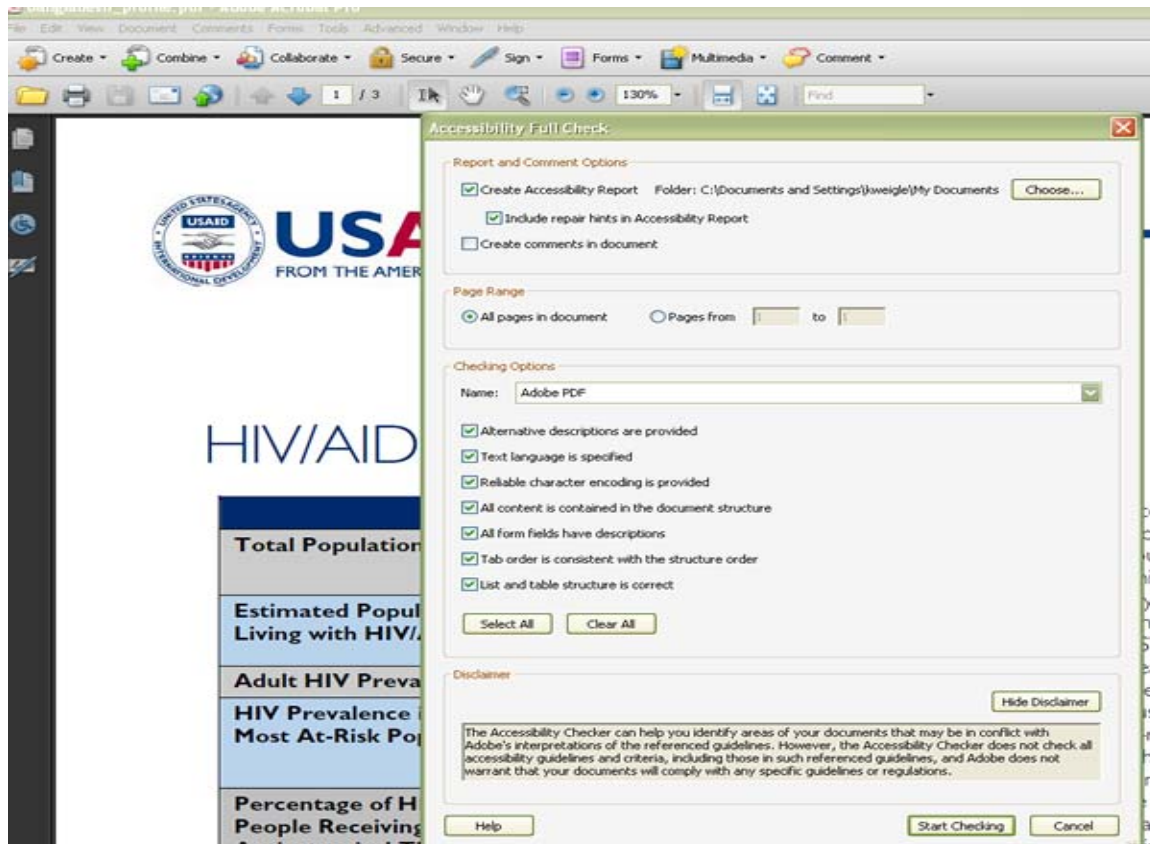 File Edit View Document Comments Forms Tools Advanced Window Help
Create Combine Collaborate Secure Sign Forms Multimedia Comment
1 / 3 130% Find
Accessibility Full Check
Report and Comment Options
Create Accessibility Report Folder: C:\Documents and Settings\kweigle\My Documents Choose...
Include repair hints in Accessibility Report
Create comments in document
Page Range
All pages in document Pages from 1 to 1
Checking Options
Name: Adobe PDF
Alternative descriptions are provided
Text language is specified
Reliable character encoding is provided
All content is contained in the document structure
All form fields have descriptions
Tab order is consistent with the structure order
List and table structure is correct
Select All Clear All
Disclaimer
Hide Disclaimer
The Accessibility Checker can help you identify areas of your documents that may be in conflict with
Adobe's interpretations of the referenced guidelines. However, the Accessibility Checker does not check all
accessibility guidelines and criteria, including those in such referenced guidelines, and Adobe does not
warrant that your documents will comply with any specific guidelines or regulations.
Help Start Checking Cancel
UNITED STATES AGENCY
USAID
INTERNATIONAL DEVELOPMENT
USA
FROM THE AMER
HIV/AID
Total Population
Estimated Popul
Living with HIV/
Adult HIV Preva
HIV Prevalence i
Most At-Risk Po
Percentage of H
People Receiving